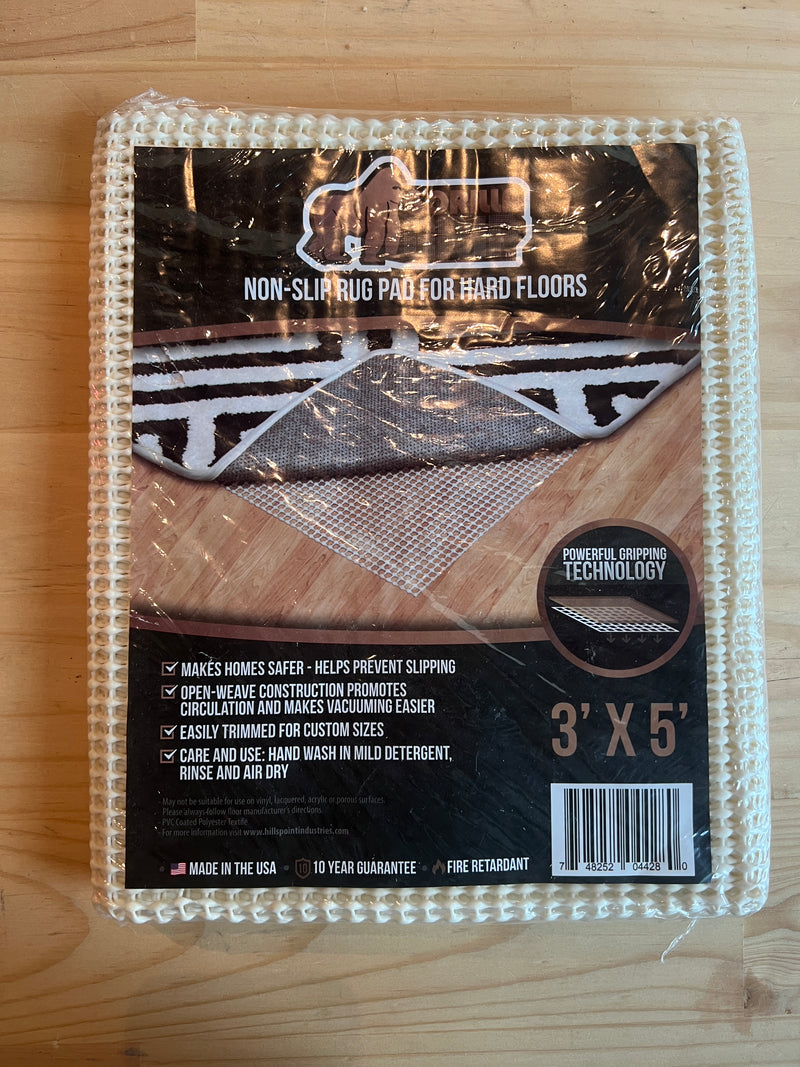 NON-SLIP RUG PAD FOR HARD FLOORS
POWERFUL GRIPPING
TECHNOLOGY
MAKES HOMES SAFER - HELPS PREVENT SLIPPING
OPEN-WEAVE CONSTRUCTION PROMOTES
CIRCULATION AND MAKES VACUUMING EASIER
EASILY TRIMMED FOR CUSTOM SIZES
CARE AND USE: HAND WASH IN MILD DETERGENT,
RINSE AND AIR DRY
3' X 5'
May not be suitable for use on vinyl, lacquered, acrylic or porous surfaces.
Please always follow floor manufacturer's directions.
PVC Coated Polyester Textile
For more information visit www.hillspointindustries.com
• MADE IN THE USA • 10 10 YEAR GUARANTEE • FIRE RETARDANT
7 48252 04428 0